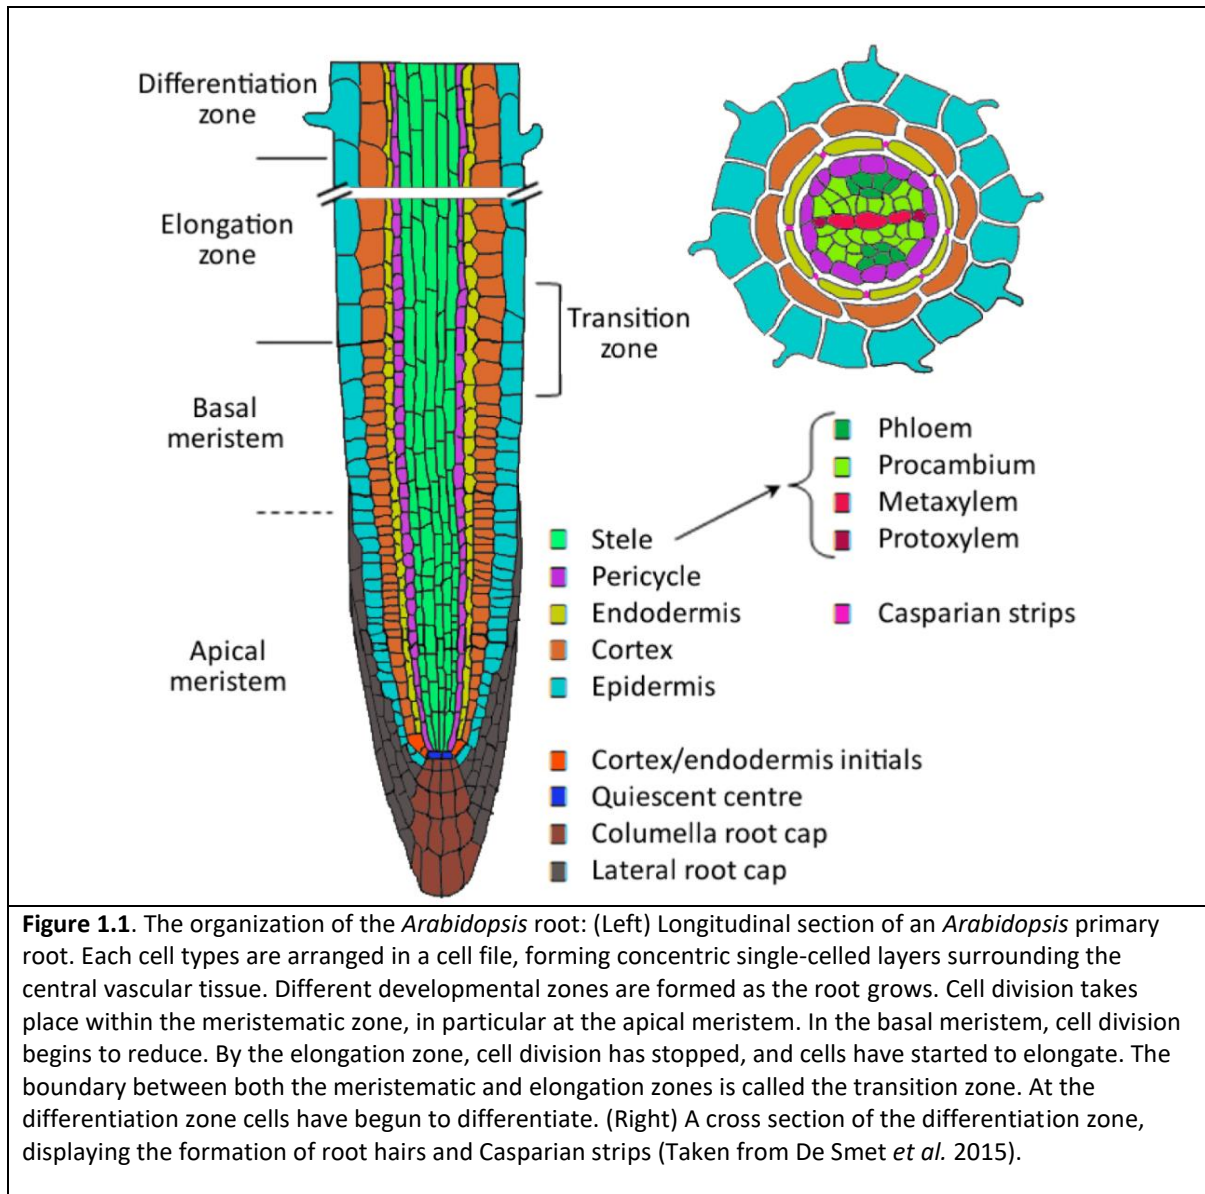 Differentiation
zone
Elongation
zone
Transition
zone
Basal
meristem
Apical
meristem
Phloem
Procambium
Metaxylem
Protoxylem
Stele
Pericycle
Endodermis
Casparian strips
Cortex
Epidermis
Cortex/endodermis initials
Quiescent centre
Columella root cap
Lateral root cap
Figure 1.1. The organization of the Arabidopsis root: (Left) Longitudinal section of an Arabidopsis primary
root. Each cell types are arranged in a cell file, forming concentric single-celled layers surrounding the
central vascular tissue. Different developmental zones are formed as the root grows. Cell division takes
place within the meristematic zone, in particular at the apical meristem. In the basal meristem, cell division
begins to reduce. By the elongation zone, cell division has stopped, and cells have started to elongate. The
boundary between both the meristematic and elongation zones is called the transition zone. At the
differentiation zone cells have begun to differentiate. (Right) A cross section of the differentiation zone,
displaying the formation of root hairs and Casparian strips (Taken from De Smet et al. 2015).